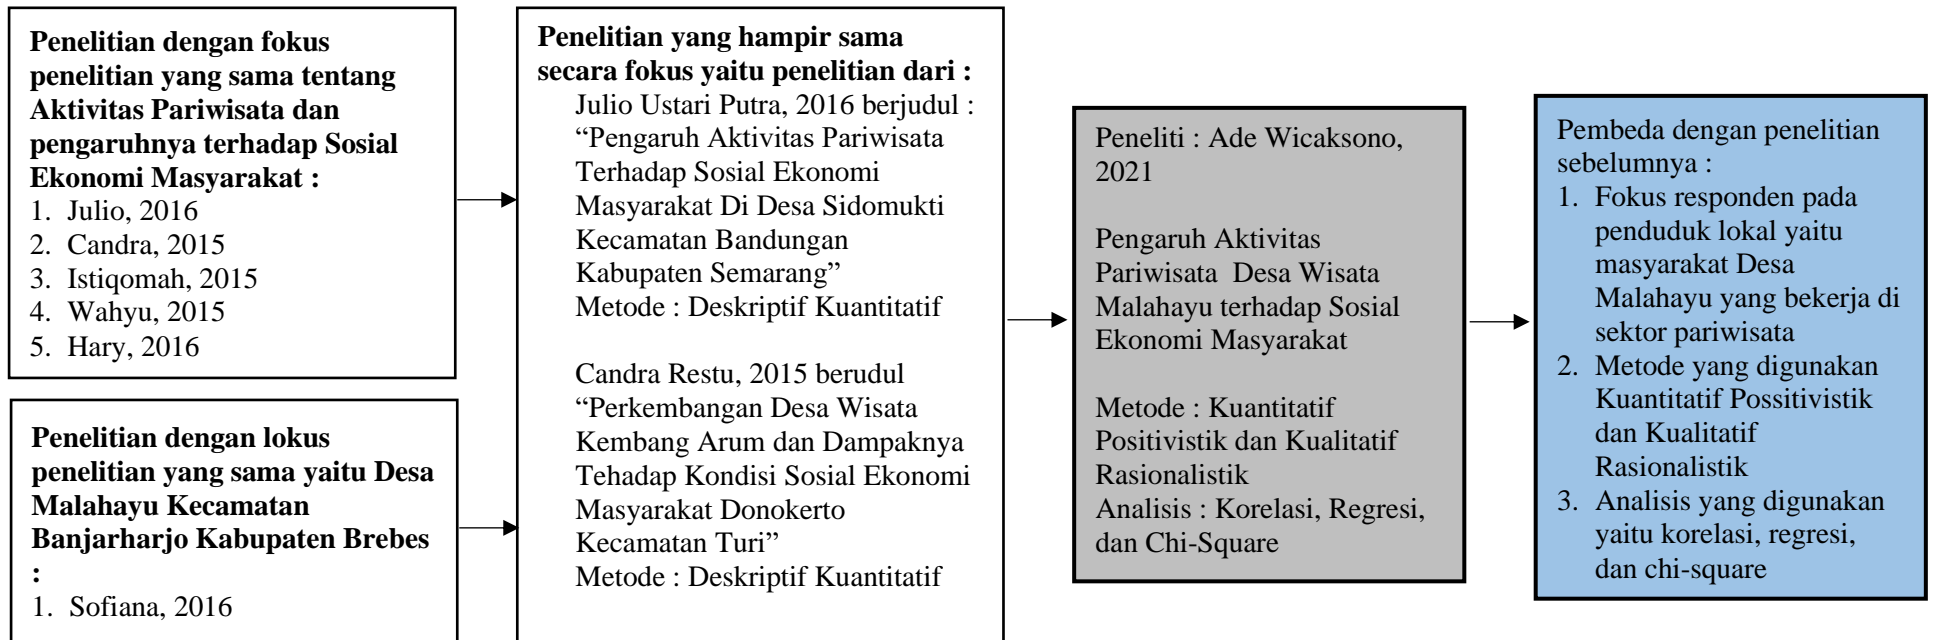 Penelitian dengan fokus
penelitian yang sama tentang
Aktivitas Pariwisata dan
pengaruhnya terhadap Sosial
Ekonomi Masyarakat :
1. Julio, 2016
2. Candra, 2015
3. Istiqomah, 2015
4. Wahyu, 2015
5. Hary, 2016
Penelitian dengan lokus
penelitian yang sama yaitu Desa
Malahayu Kecamatan
Banjarharjo Kabupaten Brebes
:
1. Sofiana, 2016
Penelitian yang hampir sama
secara fokus yaitu penelitian dari :
Julio Ustari Putra, 2016 berjudul :
“Pengaruh Aktivitas Pariwisata
Terhadap Sosial Ekonomi
Masyarakat Di Desa Sidomukti
Kecamatan Bandungan
Kabupaten Semarang”
Metode : Deskriptif Kuantitatif
Candra Restu, 2015 berudul
“Perkembangan Desa Wisata
Kembang Arum dan Dampaknya
Tehadap Kondisi Sosial Ekonomi
Masyarakat Donokerto
Kecamatan Turi”
Metode : Deskriptif Kuantitatif
Peneliti : Ade Wicaksono,
2021
Pengaruh Aktivitas
Pariwisata Desa Wisata
Malahayu terhadap Sosial
Ekonomi Masyarakat
Metode : Kuantitatif
Positivistik dan Kualitatif
Rasionalistik
Analisis : Korelasi, Regresi,
dan Chi-Square
Pembeda dengan penelitian
sebelumnya :
1. Fokus responden pada
penduduk lokal yaitu
masyarakat Desa
Malahayu yang bekerja di
sektor pariwisata
2. Metode yang digunakan
Kuantitatif Possitivistik
dan Kualitatif
Rasionalistik
3. Analisis yang digunakan
yaitu korelasi, regresi,
dan chi-square